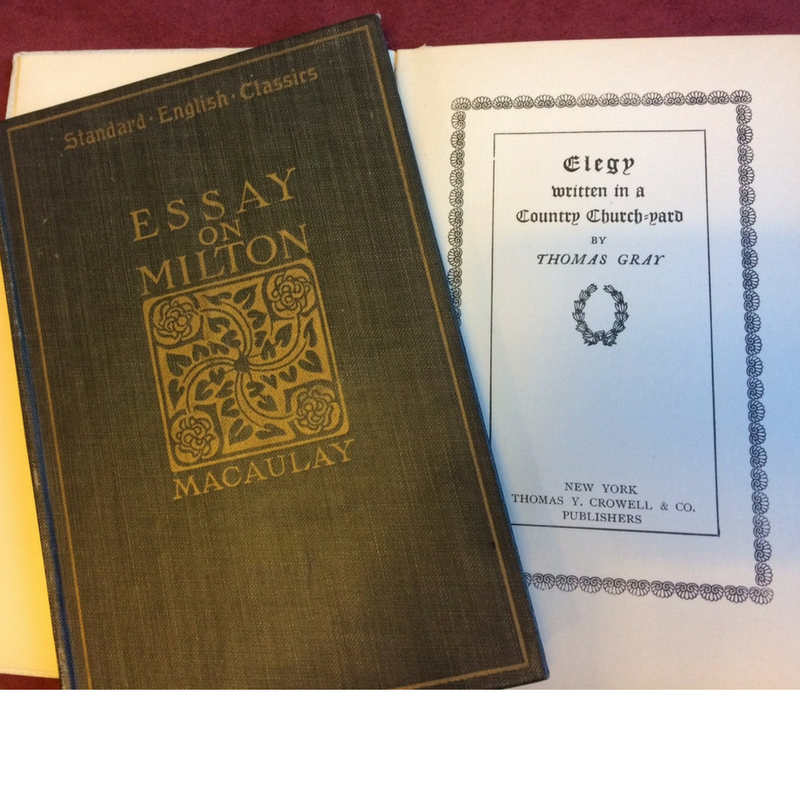 Standard · English · Classics
ESSAY
ON
MILTON
MACAULAY
Elegy
written in a
Country Church-yard
BY
THOMAS GRAY
NEW YORK
THOMAS Y. CROWELL & CO.
PUBLISHERS